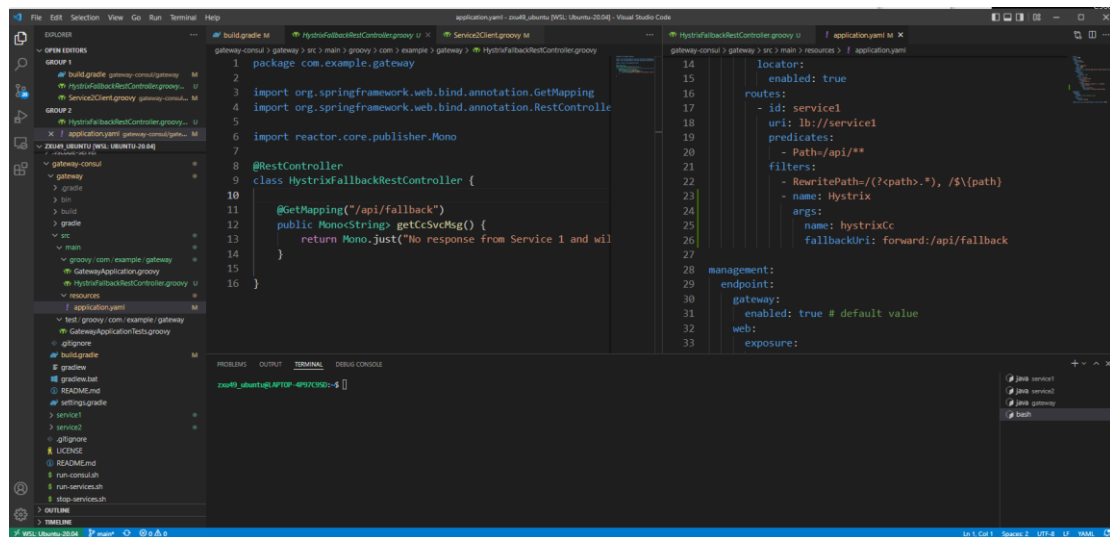 File Edit Selection View Go Run Terminal Help
application.yaml - zxu49_ubuntu [WSL: Ubuntu-20.04] - Visual Studio Code
EXPLORER
OPEN EDITORS
GROUP 1
build.gradle gateway-consul/gateway M
HystrixFallbackRestController.groovy... U
Service2Client.groovy gateway-consul... M
GROUP 2
HystrixFallbackRestController.groovy... U
application.yaml gateway-consul/gate... M
ZXU49_UBUNTU [WSL: UBUNTU-20.04]
gateway-consul
gateway
.gradle
bin
build
gradle
src
main
groovy / com / example / gateway
GatewayApplication.groovy
HystrixFallbackRestController.groovy U
resources
application.yaml M
test / groovy / com / example / gateway
GatewayApplicationTests.groovy
.gitignore
build.gradle M
gradlew
gradlew.bat
README.md
settings.gradle
service1
service2
.gitignore
LICENSE
README.md
run-consul.sh
run-services.sh
stop-services.sh
OUTLINE
TIMELINE
build.gradle M HystrixFallbackRestController.groovy U Service2Client.groovy M
gateway-consul > gateway > src > main > groovy > com > example > gateway > HystrixFallbackRestController.groovy
1 package com.example.gateway
2
3 import org.springframework.web.bind.annotation.GetMapping
4 import org.springframework.web.bind.annotation.RestControlle
5
6 import reactor.core.publisher.Mono
7
8 @RestController
9 class HystrixFallbackRestController {
10
11 @GetMapping("/api/fallback")
12 public Mono<String> getCcSvcMsg() {
13 return Mono.just("No response from Service 1 and wil
14 }
15
16 }
HystrixFallbackRestController.groovy U application.yaml M
gateway-consul > gateway > src > main > resources > application.yaml
14 locator:
15 enabled: true
16 routes:
17 - id: service1
18 uri: lb://service1
19 predicates:
20 - Path=/api/**
21 filters:
22 - RewritePath=/(?<path>.*), /$\{path}
23 - name: Hystrix
24 args:
25 name: hystrixCc
26 fallbackUri: forward:/api/fallback
27
28 management:
29 endpoint:
30 gateway:
31 enabled: true # default value
32 web:
33 exposure:
PROBLEMS OUTPUT TERMINAL DEBUG CONSOLE
zxu49_ubuntu@LAPTOP-4P97C95D:~$
java service1
java service2
java gateway
bash
WSL: Ubuntu-20.04 main* 0 0
Ln 1, Col 1 Spaces: 2 UTF-8 LF YAML